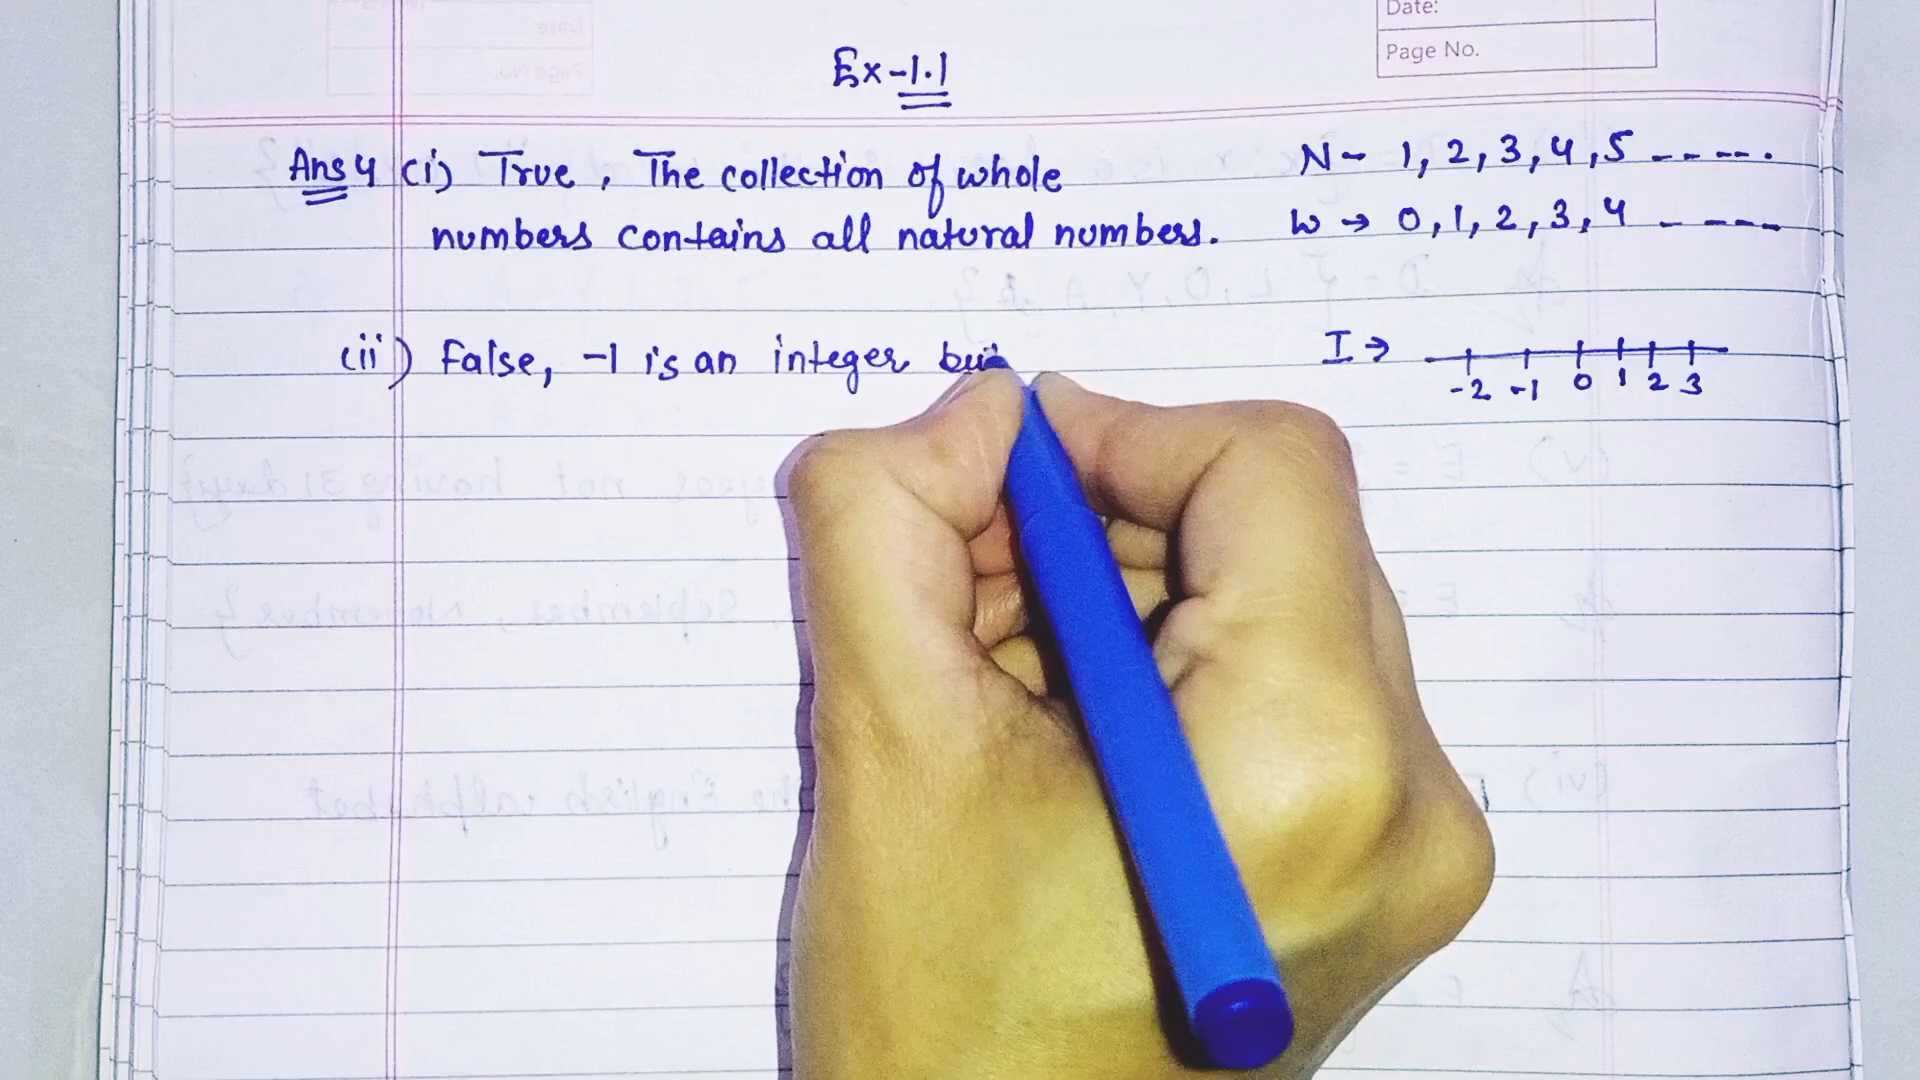 Date:
Page No.
Ex-1.1
Ans 4 (i) True, The collection of whole
numbers contains all natural numbers.
N- 1, 2, 3, 4, 5 -----.
W → 0, 1, 2, 3, 4 -----
(ii) False, -1 is an integer but
I →
-2 -1 0 1 2 3